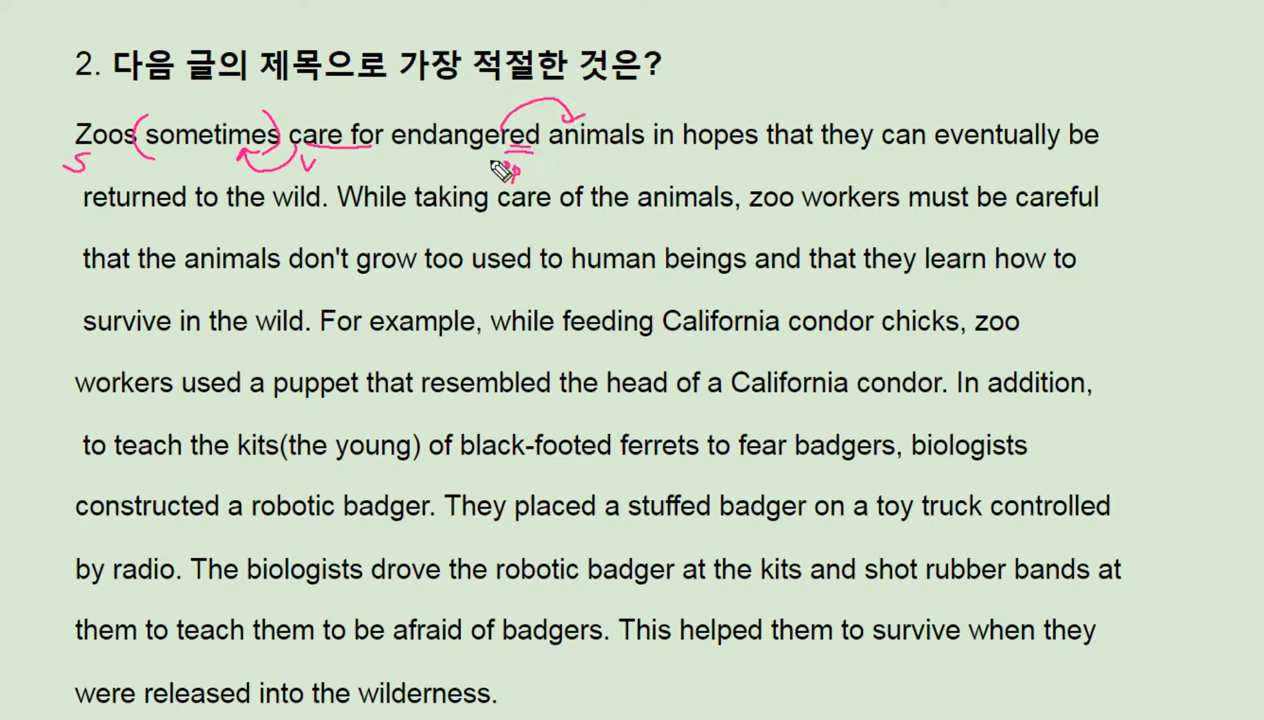 2. 다음 글의 제목으로 가장 적절한 것은?
Zoos (sometimes) care for endangered animals in hopes that they can eventually be
S V P.P
returned to the wild. While taking care of the animals, zoo workers must be careful
that the animals don't grow too used to human beings and that they learn how to
survive in the wild. For example, while feeding California condor chicks, zoo
workers used a puppet that resembled the head of a California condor. In addition,
to teach the kits(the young) of black-footed ferrets to fear badgers, biologists
constructed a robotic badger. They placed a stuffed badger on a toy truck controlled
by radio. The biologists drove the robotic badger at the kits and shot rubber bands at
them to teach them to be afraid of badgers. This helped them to survive when they
were released into the wilderness.